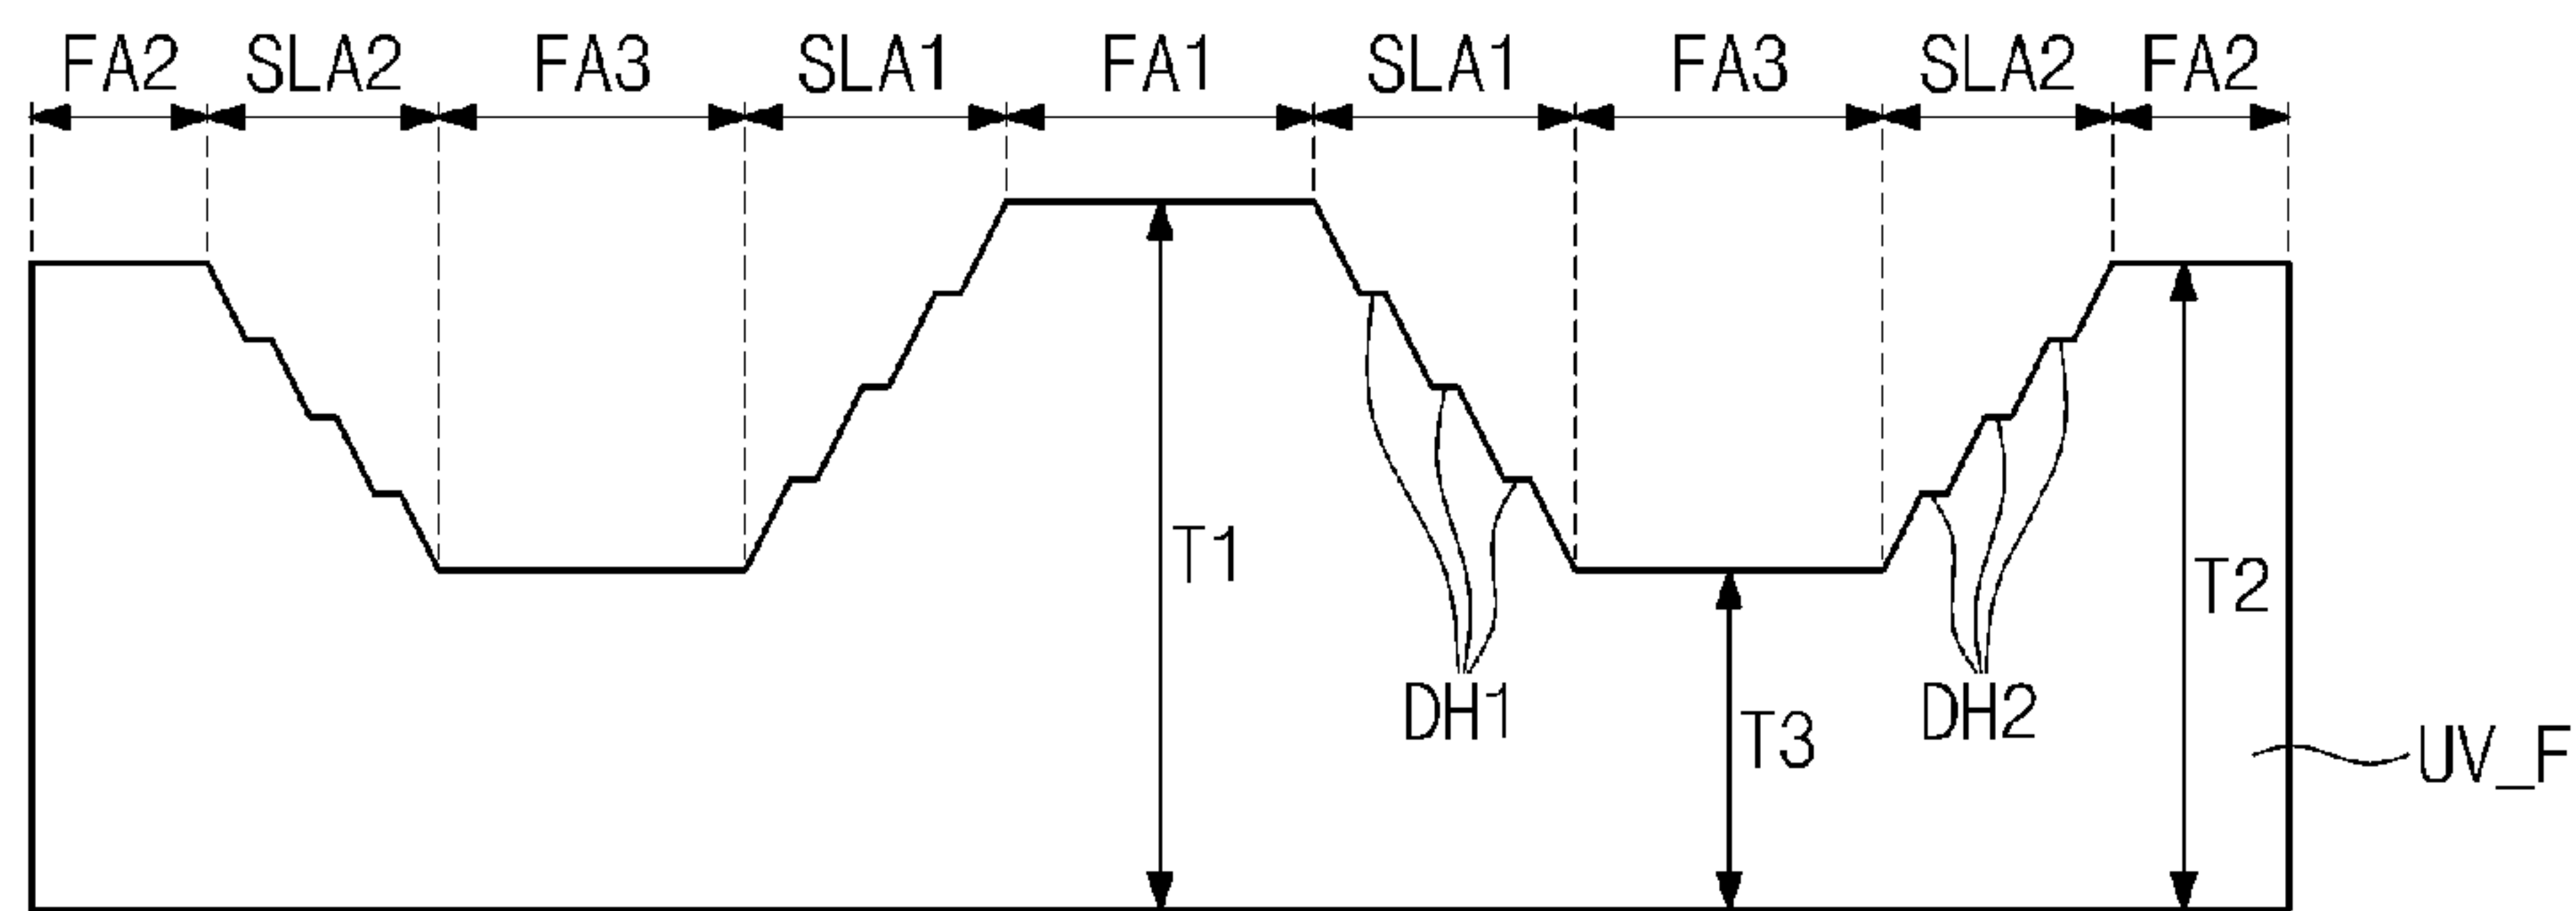 FA2 SLA2 FA3 SLA1 FA1 SLA1 FA3 SLA2 FA2
T1
T2
DH1
T3
DH2
UV_F